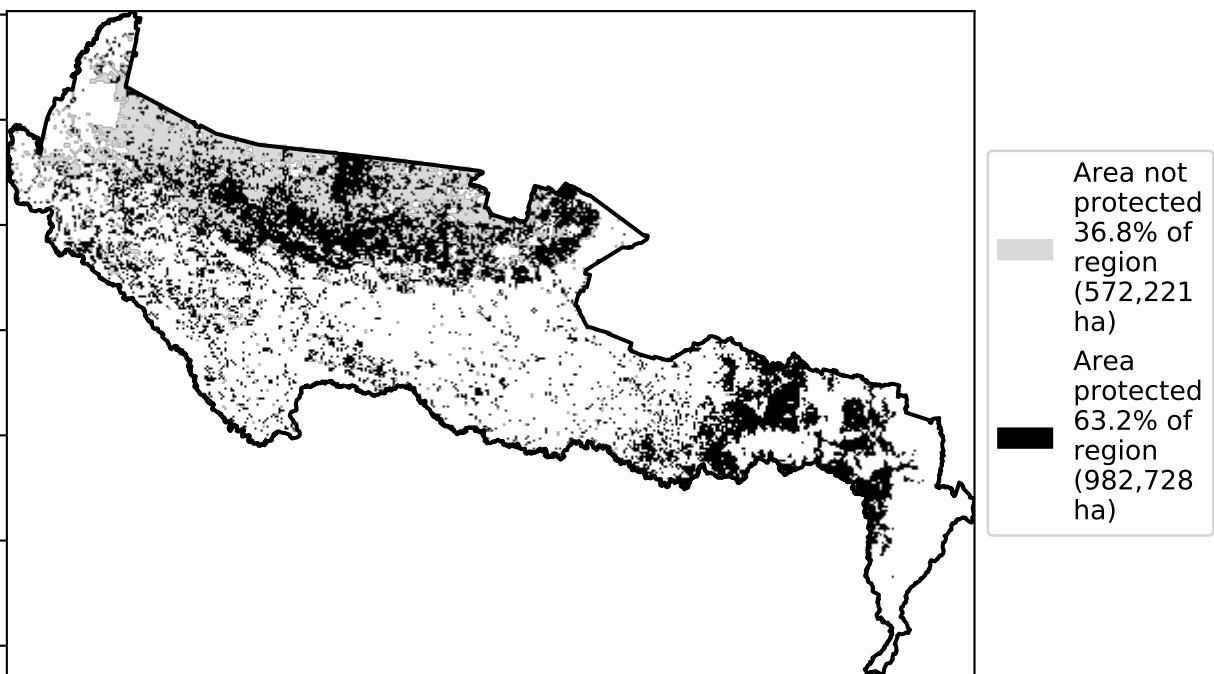 Area not
protected
36.8% of
region
(572,221
ha)
Area
protected
63.2% of
region
(982,728
ha)